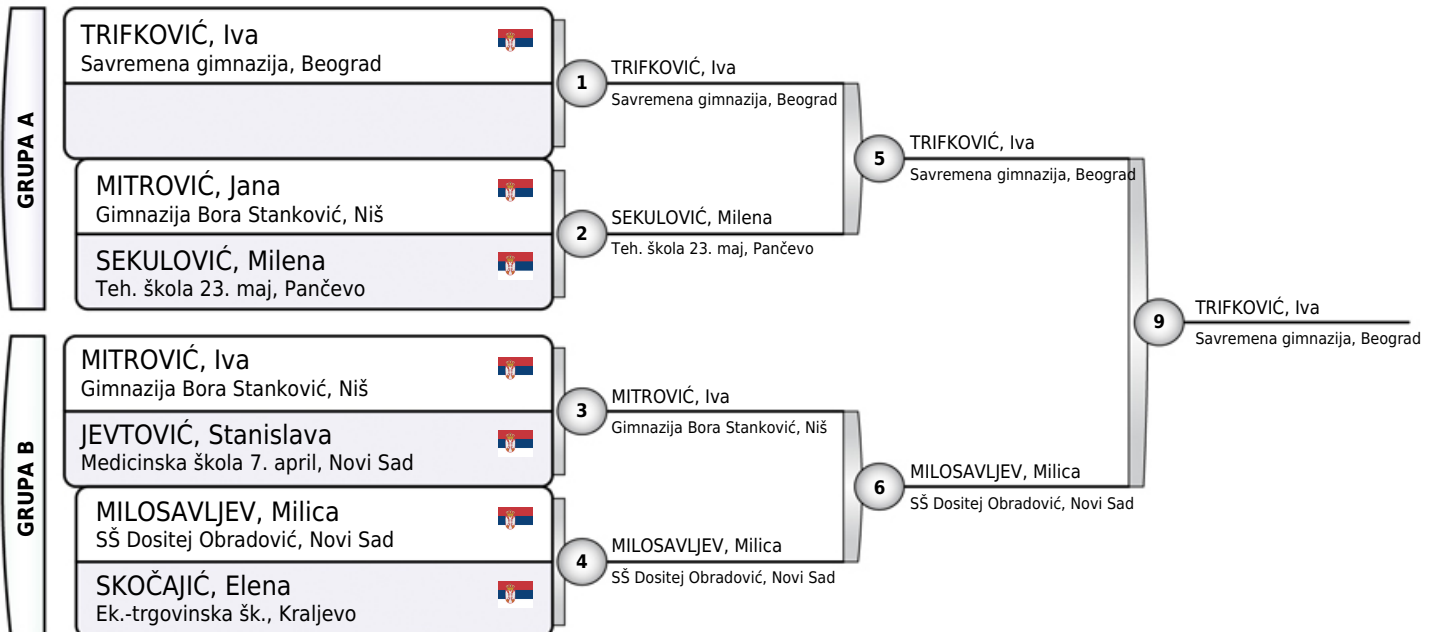 GRUPA A
TRIFKOVIĆ, Iva
Savremena gimnazija, Beograd
MITROVIĆ, Jana
Gimnazija Bora Stanković, Niš
SEKULOVIĆ, Milena
Teh. škola 23. maj, Pančevo
GRUPA B
MITROVIĆ, Iva
Gimnazija Bora Stanković, Niš
JEVTOVIĆ, Stanislava
Medicinska škola 7. april, Novi Sad
MILOSAVLJEV, Milica
SŠ Dositej Obradović, Novi Sad
SKOČAJIĆ, Elena
Ek.-trgovinska šk., Kraljevo
1
TRIFKOVIĆ, Iva
Savremena gimnazija, Beograd
2
SEKULOVIĆ, Milena
Teh. škola 23. maj, Pančevo
3
MITROVIĆ, Iva
Gimnazija Bora Stanković, Niš
4
MILOSAVLJEV, Milica
SŠ Dositej Obradović, Novi Sad
5
TRIFKOVIĆ, Iva
Savremena gimnazija, Beograd
6
MILOSAVLJEV, Milica
SŠ Dositej Obradović, Novi Sad
9
TRIFKOVIĆ, Iva
Savremena gimnazija, Beograd